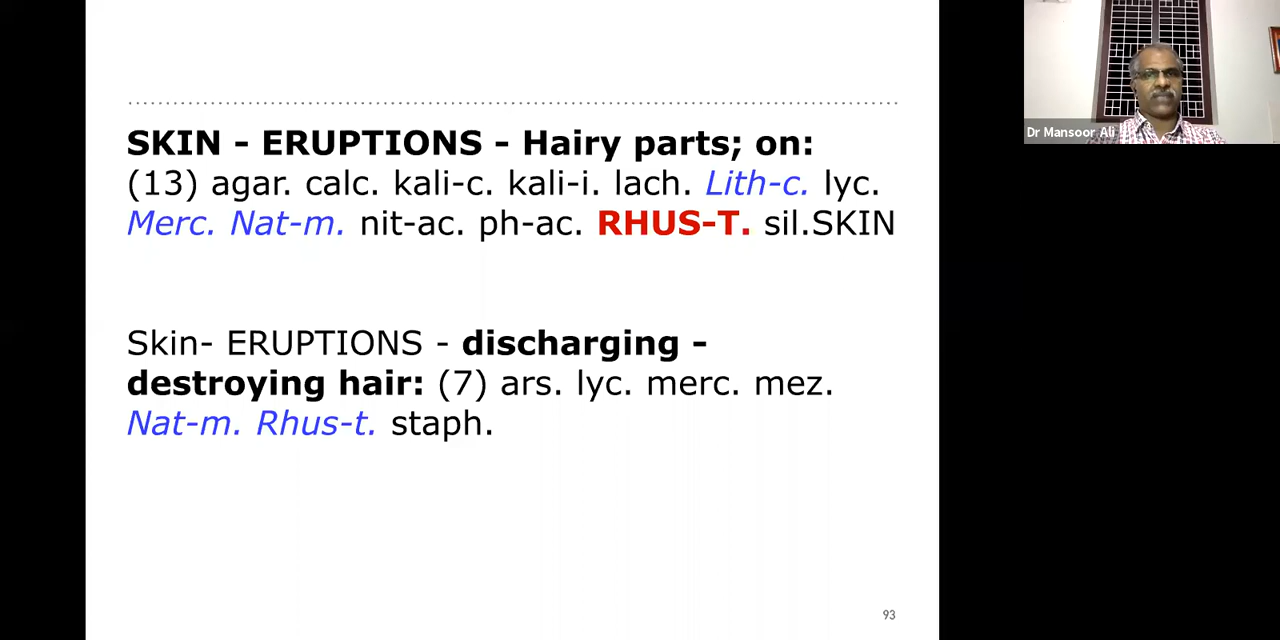 SKIN - ERUPTIONS - Hairy parts; on:
(13) agar. calc. kali-c. kali-i. lach. Lith-c. lyc.
Merc. Nat-m. nit-ac. ph-ac. RHUS-T. sil.SKIN
Skin- ERUPTIONS - discharging -
destroying hair: (7) ars. lyc. merc. mez.
Nat-m. Rhus-t. staph.
93
Dr Mansoor Ali